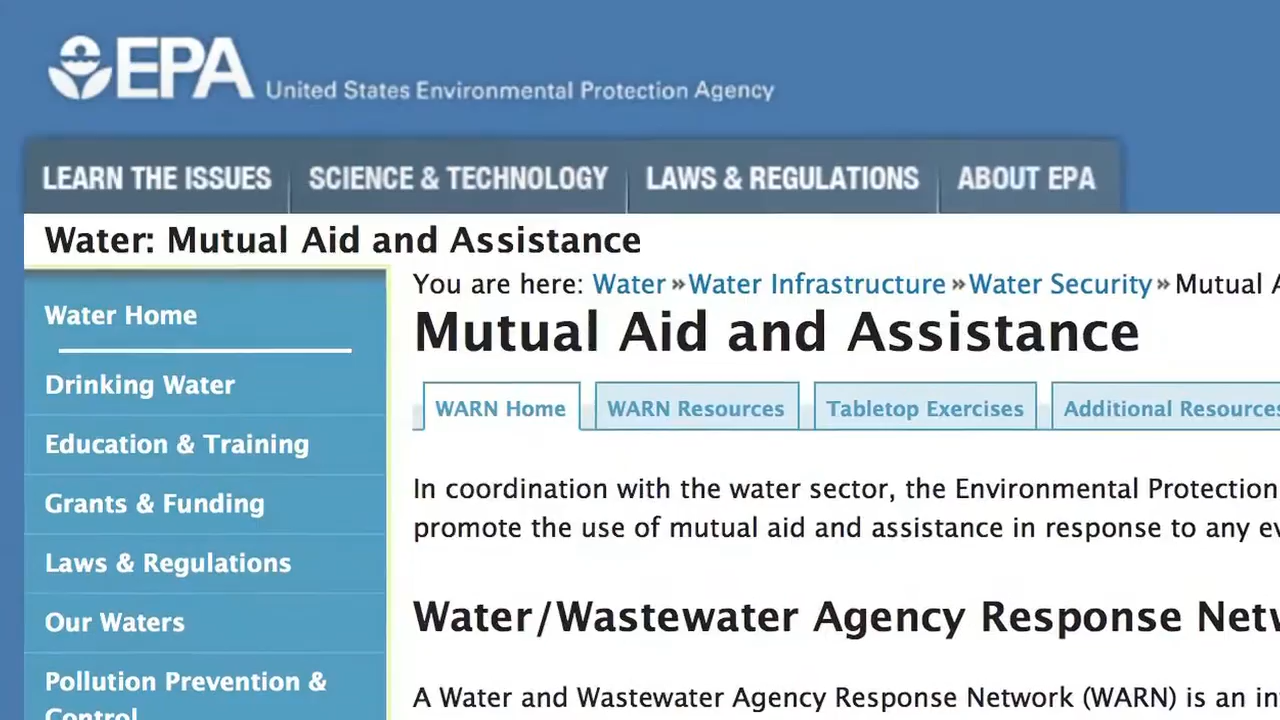 EPA United States Environmental Protection Agency
LEARN THE ISSUES SCIENCE & TECHNOLOGY LAWS & REGULATIONS ABOUT EPA
Water: Mutual Aid and Assistance
Water Home
Drinking Water
Education & Training
Grants & Funding
Laws & Regulations
Our Waters
Pollution Prevention &
Control
You are here: Water » Water Infrastructure » Water Security » Mutual A
Mutual Aid and Assistance
WARN Home WARN Resources Tabletop Exercises Additional Resources
In coordination with the water sector, the Environmental Protection
promote the use of mutual aid and assistance in response to any ev
Water/Wastewater Agency Response Netw
A Water and Wastewater Agency Response Network (WARN) is an in